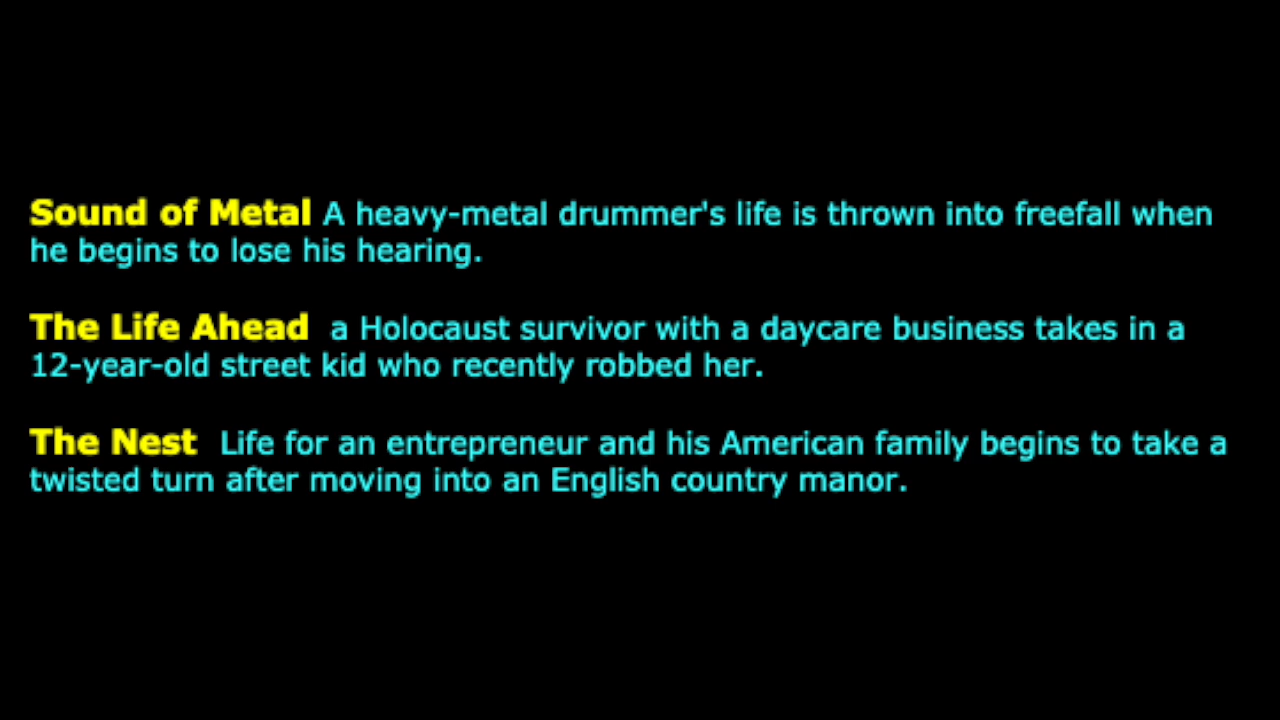 Sound of Metal A heavy-metal drummer's life is thrown into freefall when
he begins to lose his hearing.
The Life Ahead a Holocaust survivor with a daycare business takes in a
12-year-old street kid who recently robbed her.
The Nest Life for an entrepreneur and his American family begins to take a
twisted turn after moving into an English country manor.